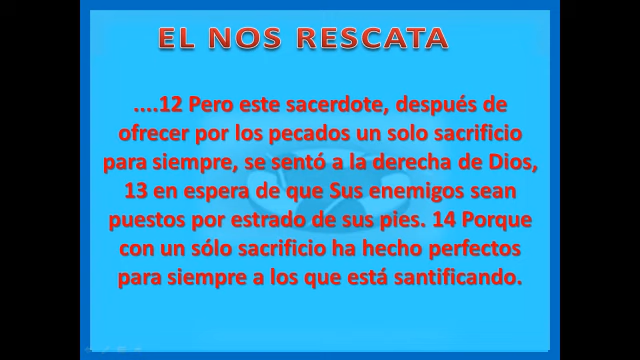 EL NOS RESCATA
....12 Pero este sacerdote, después de
ofrecer por los pecados un solo sacrificio
para siempre, se sentó a la derecha de Dios,
13 en espera de que Sus enemigos sean
puestos por estrado de sus pies. 14 Porque
con un sólo sacrificio ha hecho perfectos
para siempre a los que está santificando.